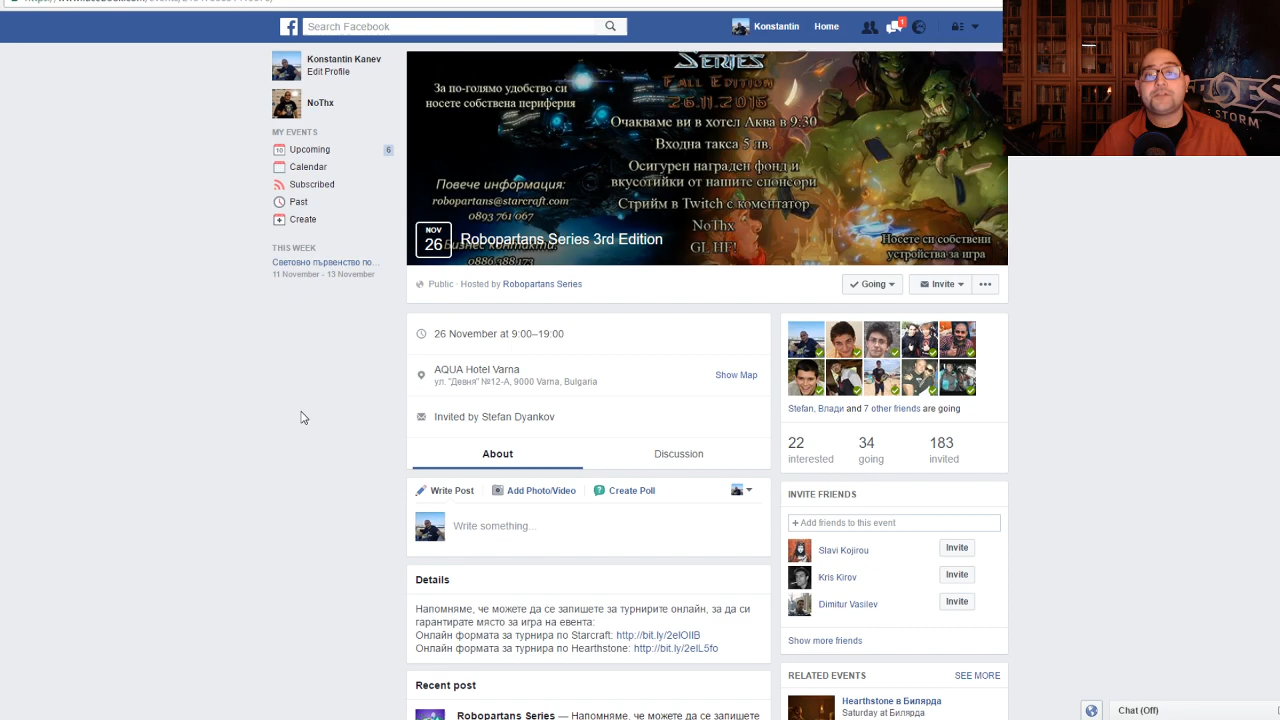 Search Facebook
Konstantin
Home
1
Konstantin Kanev
Edit Profile
NoThx
MY EVENTS
Upcoming
6
Calendar
Subscribed
Past
Create
THIS WEEK
Световно първенство по...
11 November - 13 November
SERIES
FALL EDITION
26.11.2016
За по-голямо удобство си
носете собствена периферия
Очакваме ви в хотел Аква в 9:30
Входна такса 5 лв.
Осигурен награден фонд и
вкусотийки от нашите спонсори
Стрийм в Twitch с коментатор
NoThx
GL HF!
Повече информация:
robopartans@starcraft.com
0893 761 067
0886 388 173
Носете си собствени
устройства за игра
NOV
26
Robopartans Series 3rd Edition
Public · Hosted by Robopartans Series
Going
Invite
26 November at 9:00–19:00
AQUA Hotel Varna
ул. "Девня" №12-А, 9000 Varna, Bulgaria
Show Map
Invited by Stefan Dyankov
About
Discussion
Write Post
Add Photo/Video
Create Poll
Write something...
Details
Напомняме, че можете да се запишете за турнирите онлайн, за да си
гарантирате място за игра на евента:
Онлайн формата за турнира по Starcraft: http://bit.ly/2eIOIIB
Онлайн формата за турнира по Hearthstone: http://bit.ly/2eIL5fo
Recent post
Robopartans Series — Напомняме, че можете да се запишете
Stefan, Влади and 7 other friends are going
22
interested
34
going
183
invited
INVITE FRIENDS
+ Add friends to this event
Slavi Kojirou
Invite
Kris Kirov
Invite
Dimitur Vasilev
Invite
Show more friends
RELATED EVENTS
SEE MORE
Hearthstone в Билярда
Saturday at Билярда
Chat (Off)
STORM